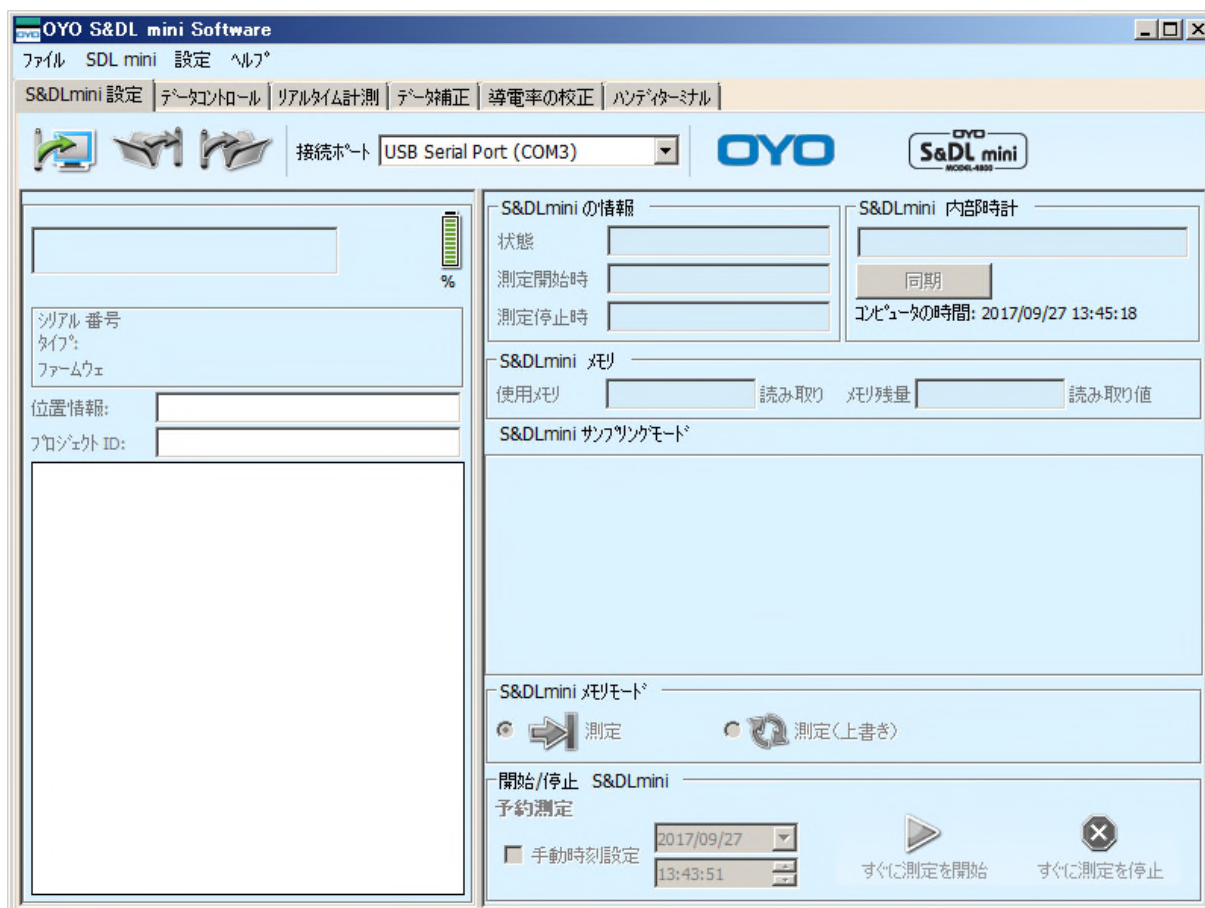 OYO S&DL mini Software
ﾌｧｲﾙ SDL mini 設定 ﾍﾙﾌﾟ
S&DLmini 設定 ﾃﾞｰﾀｺﾝﾄﾛｰﾙ ﾘｱﾙﾀｲﾑ計測 ﾃﾞｰﾀ補正 導電率の校正 ﾊﾝﾃﾞｨﾀｰﾐﾅﾙ
接続ﾎﾟｰﾄ USB Serial Port (COM3) OYO OYO S&DL mini MODEL-4800
%
ｼﾘｱﾙ 番号
ﾀｲﾌﾟ:
ﾌｧｰﾑｳｪ
位置情報:
ﾌﾟﾛｼﾞｪｸﾄ ID:
S&DLmini の情報
状態
測定開始時
測定停止時
S&DLmini 内部時計
同期
ｺﾝﾋﾟｭｰﾀの時間: 2017/09/27 13:45:18
S&DLmini ﾒﾓﾘ
使用ﾒﾓﾘ 読み取り ﾒﾓﾘ残量 読み取り値
S&DLmini ｻﾝﾌﾟﾘﾝｸﾞﾓｰﾄﾞ
S&DLmini ﾒﾓﾘﾓｰﾄﾞ
測定 測定(上書き)
開始/停止 S&DLmini
予約測定
手動時刻設定
2017/09/27
13:43:51
すぐに測定を開始 すぐに測定を停止